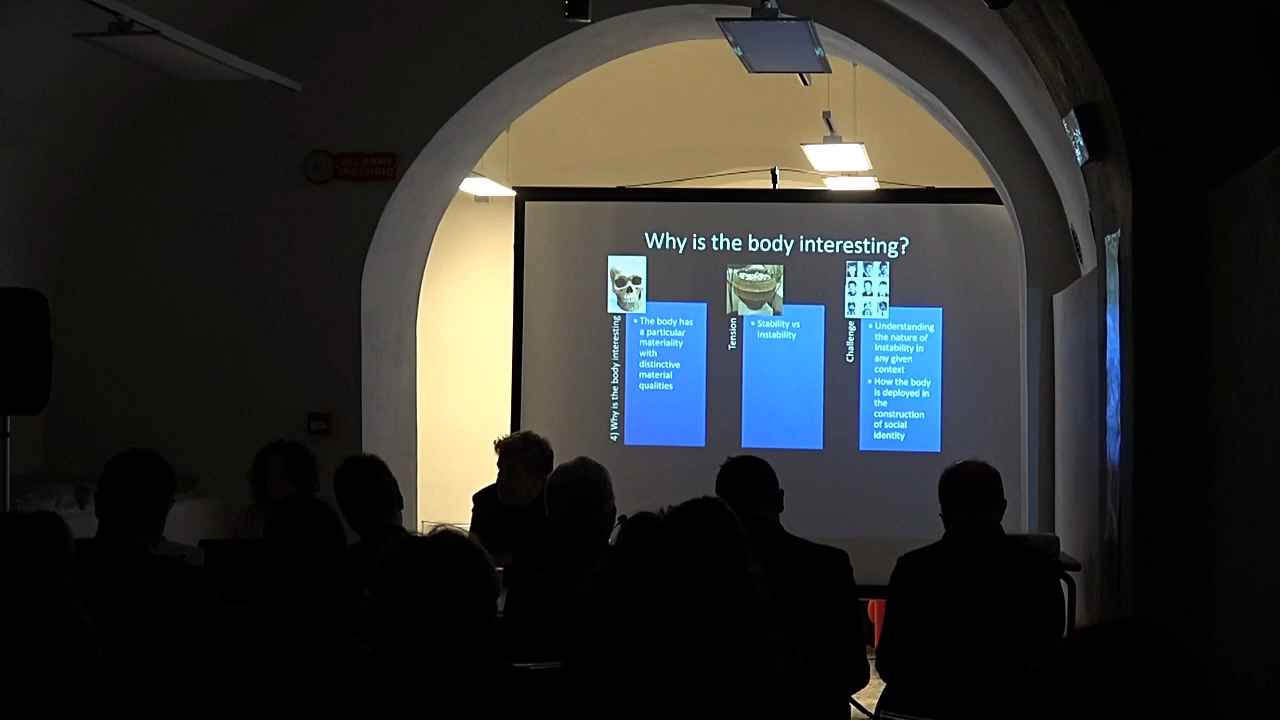 ALLARME
INCENDIO
Why is the body interesting?
4) Why is the body interesting
• The body has
a particular
materiality
with
distinctive
material
qualities
Tension
• Stability vs
instability
Challenge
• Understanding
the nature of
instability in
any given
context
• How the body
is deployed in
the
construction
of social
identity